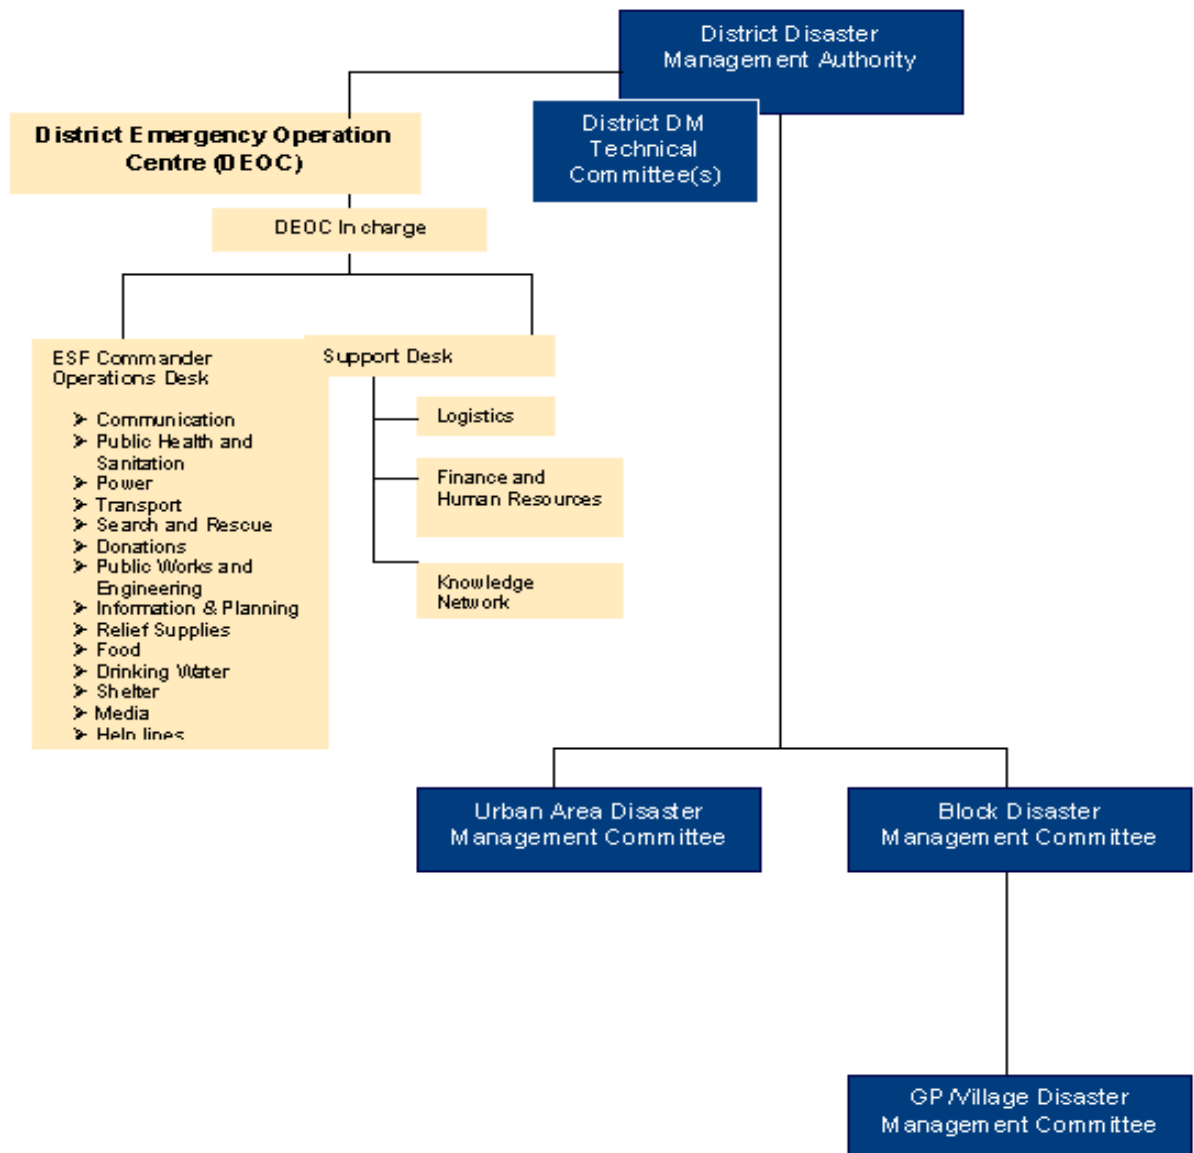 District Disaster
Management Authority
District DM
Technical
Committee(s)
District Emergency Operation
Centre (DEOC)
DEOC In charge
ESF Commander
Operations Desk
➢ Communication
➢ Public Health and
Sanitation
➢ Power
➢ Transport
➢ Search and Rescue
➢ Donations
➢ Public Works and
Engineering
➢ Information & Planning
➢ Relief Supplies
➢ Food
➢ Drinking Water
➢ Shelter
➢ Media
➢ Help lines
Support Desk
Logistics
Finance and
Human Resources
Knowledge
Network
Urban Area Disaster
Management Committee
Block Disaster
Management Committee
GP/Village Disaster
Management Committee